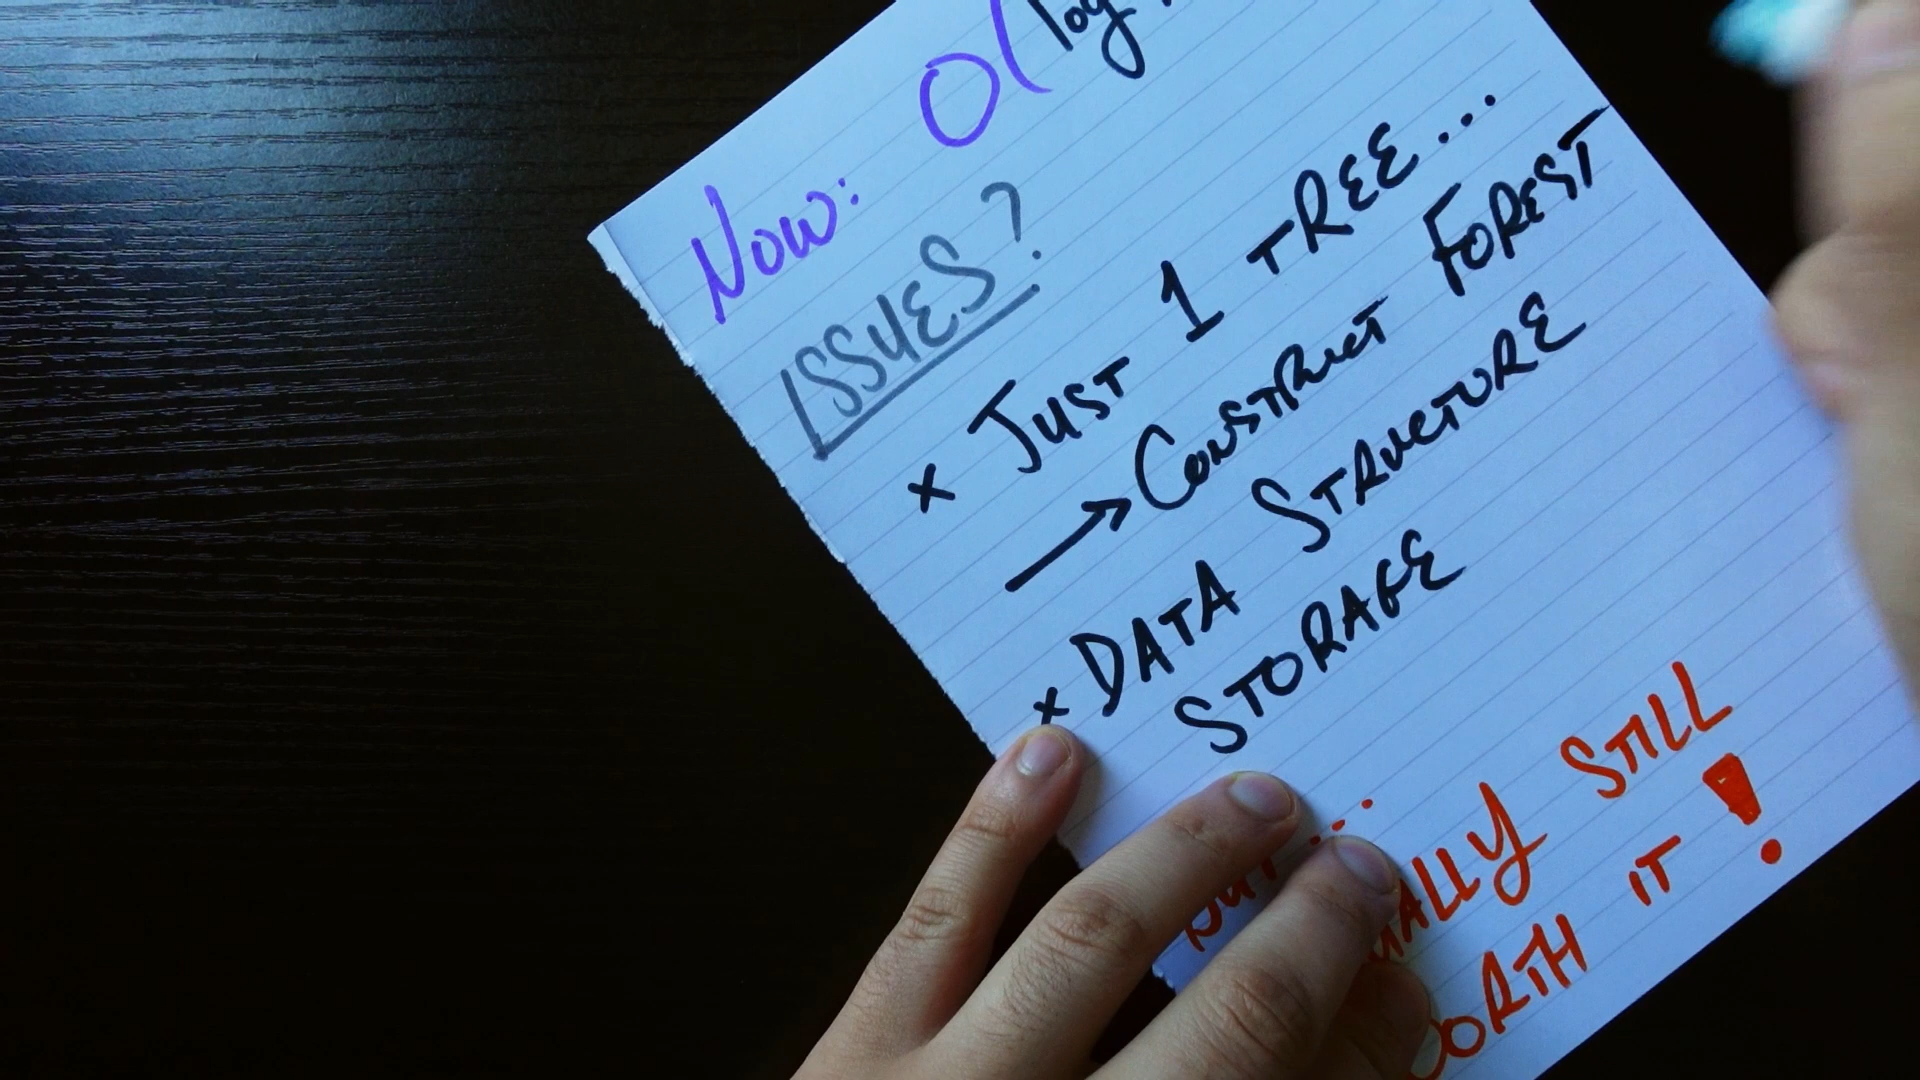 Now: O(log
ISSUES?
x JUST 1 TREE...
→ CONSTRUCT FOREST
x DATA STRUCTURE
STORAGE
STILL
IT!